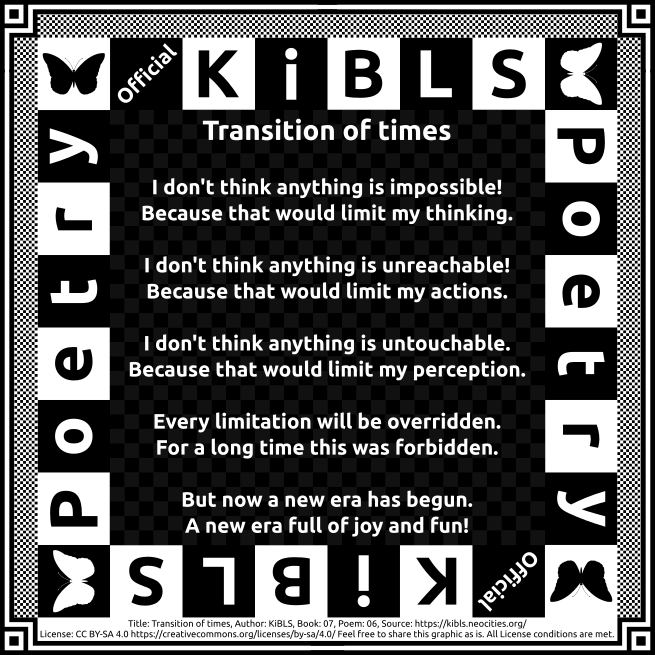 Official KiBLS
Poetry
Poetry
Transition of times
I don't think anything is impossible!
Because that would limit my thinking.
I don't think anything is unreachable!
Because that would limit my actions.
I don't think anything is untouchable.
Because that would limit my perception.
Every limitation will be overridden.
For a long time this was forbidden.
But now a new era has begun.
A new era full of joy and fun!
Official KiBLS
Title: Transition of times, Author: KiBLS, Book: 07, Poem: 06, Source: https://kibls.neocities.org/
License: CC BY-SA 4.0 https://creativecommons.org/licenses/by-sa/4.0/ Feel free to share this graphic as is. All License conditions are met.